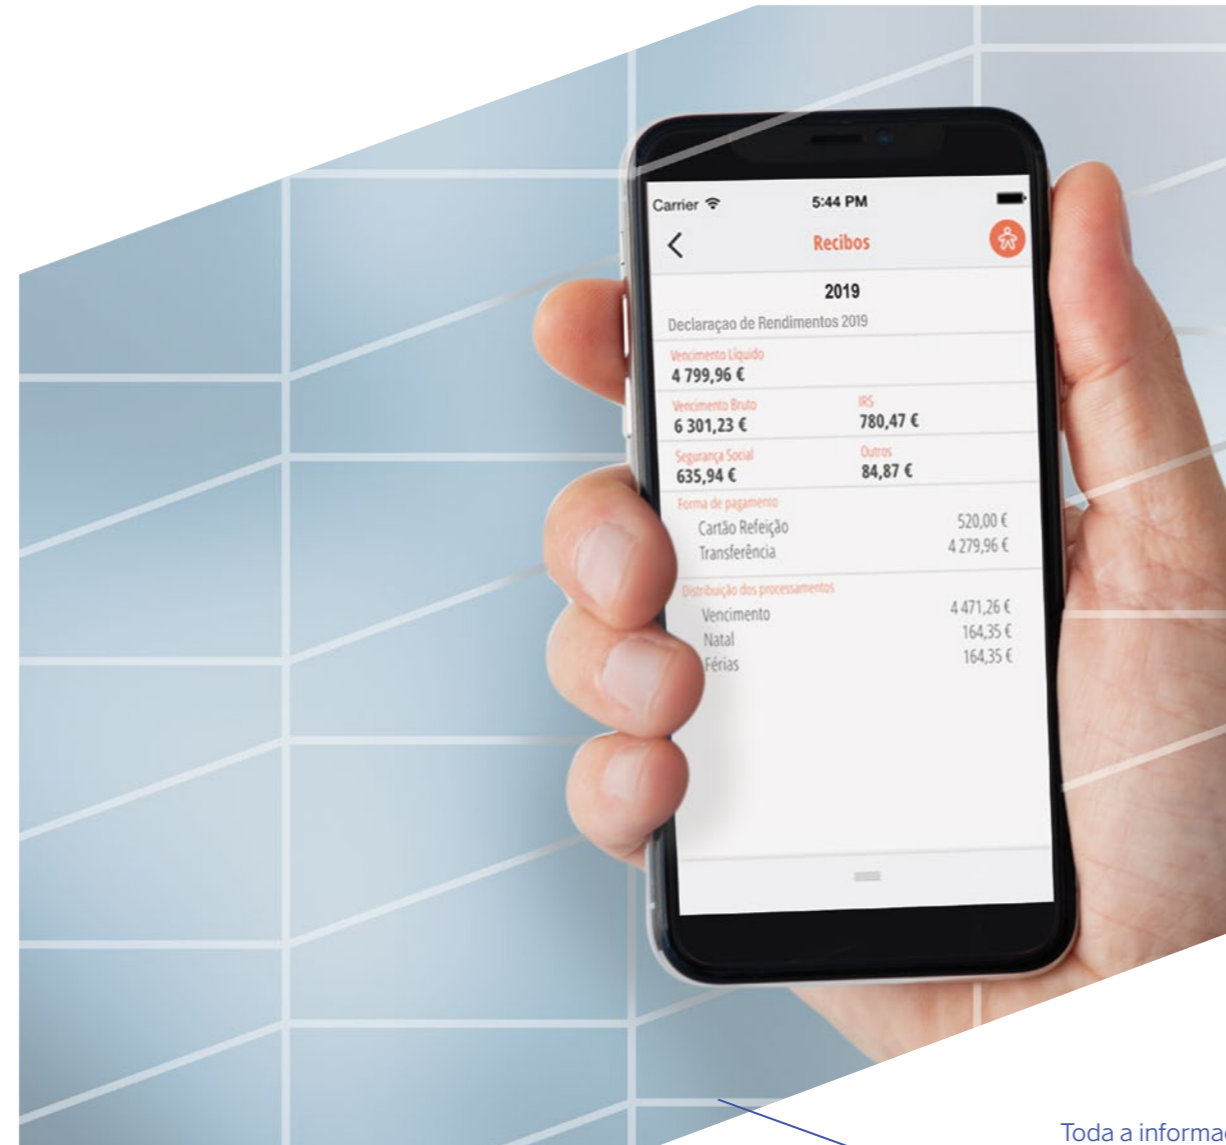 Carrier 5:44 PM
Recibos
2019
Declaraçao de Rendimentos 2019
Vencimento Líquido
4 799,96 €
Vencimento Bruto IRS
6 301,23 € 780,47 €
Segurança Social Outros
635,94 € 84,87 €
Forma de pagamento
Cartão Refeição 520,00 €
Transferência 4 279,96 €
Distribuição dos processamentos
Vencimento 4 471,26 €
Natal 164,35 €
Férias 164,35 €
Toda a informaç